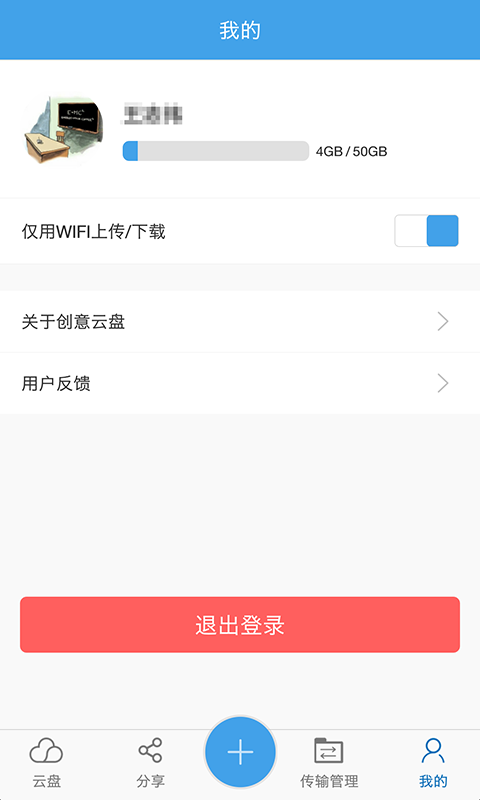 我的
4GB / 50GB
仅用WIFI上传/下载
关于创意云盘
用户反馈
退出登录
云盘
分享
传输管理
我的